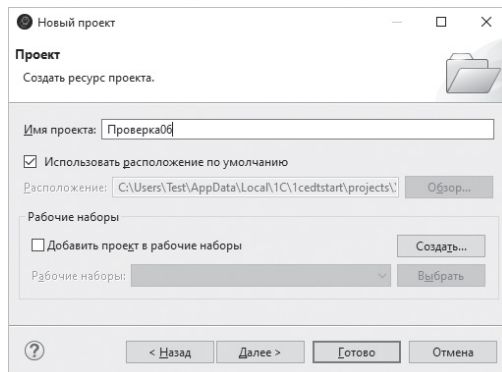 Новый проект
Проект
Создать ресурс проекта.
Имя проекта: Проверка06
Использовать расположение по умолчанию
Расположение: C:\Users\Test\AppData\Local\1C\1cedtstart\projects\
Обзор...
Рабочие наборы
Добавить проект в рабочие наборы
Создать...
Рабочие наборы:
Выбрать
< Назад
Далее >
Готово
Отмена